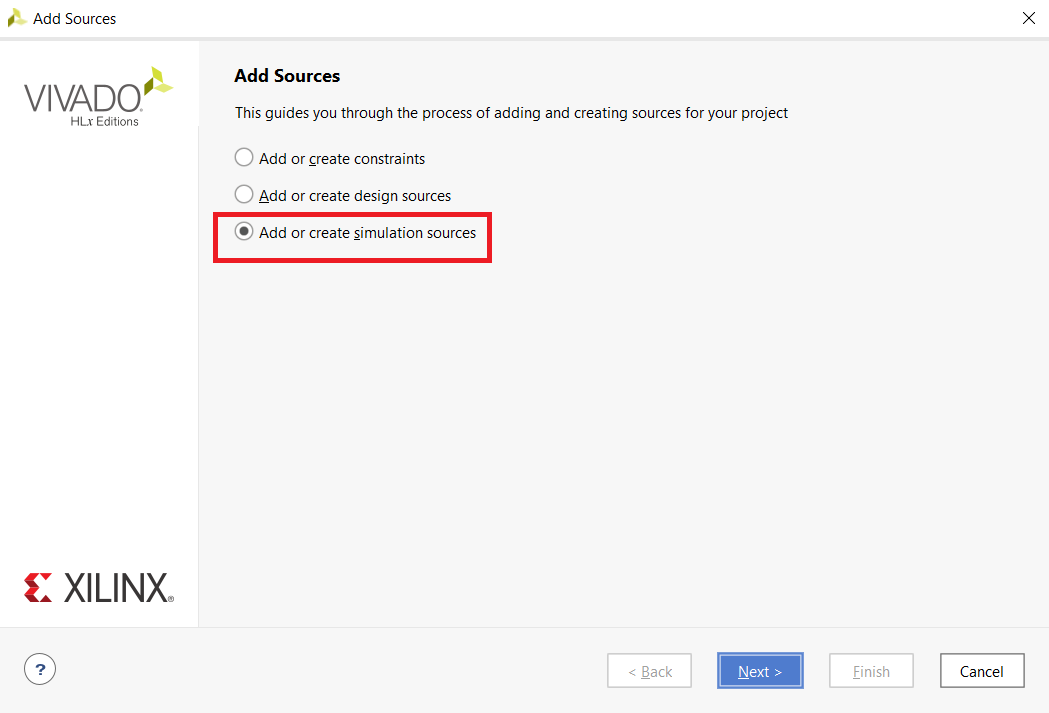 Add Sources
VIVADO.
HLx Editions
Add Sources
This guides you through the process of adding and creating sources for your project
Add or create constraints
Add or create design sources
Add or create simulation sources
XILINX®
?
< Back
Next >
Finish
Cancel